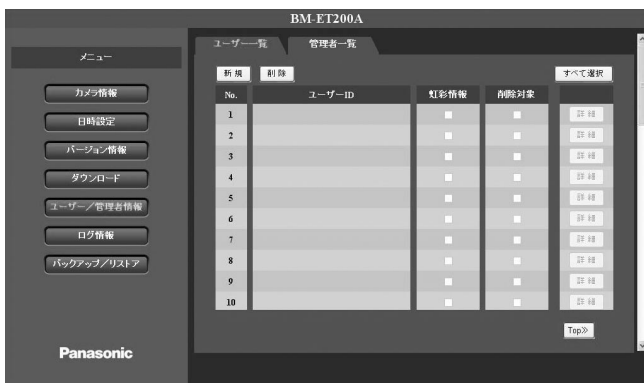 BM-ET200A
メニュー
カメラ情報
日時設定
バージョン情報
ダウンロード
ユーザー／管理者情報
ログ情報
バックアップ／リストア
Panasonic
ユーザー一覧 管理者一覧
新規 削除 すべて選択
No. ユーザーID 虹彩情報 削除対象
1 詳細
2 詳細
3 詳細
4 詳細
5 詳細
6 詳細
7 詳細
8 詳細
9 詳細
10 詳細
Top≫